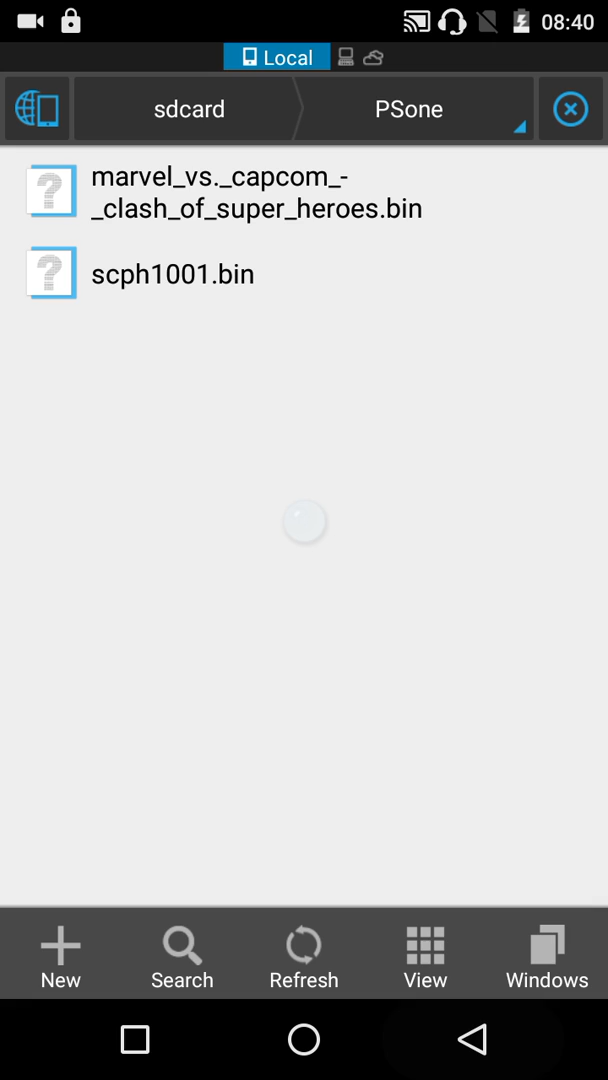 08:40
Local
sdcard
PSone
marvel_vs._capcom_-
_clash_of_super_heroes.bin
scph1001.bin
New
Search
Refresh
View
Windows